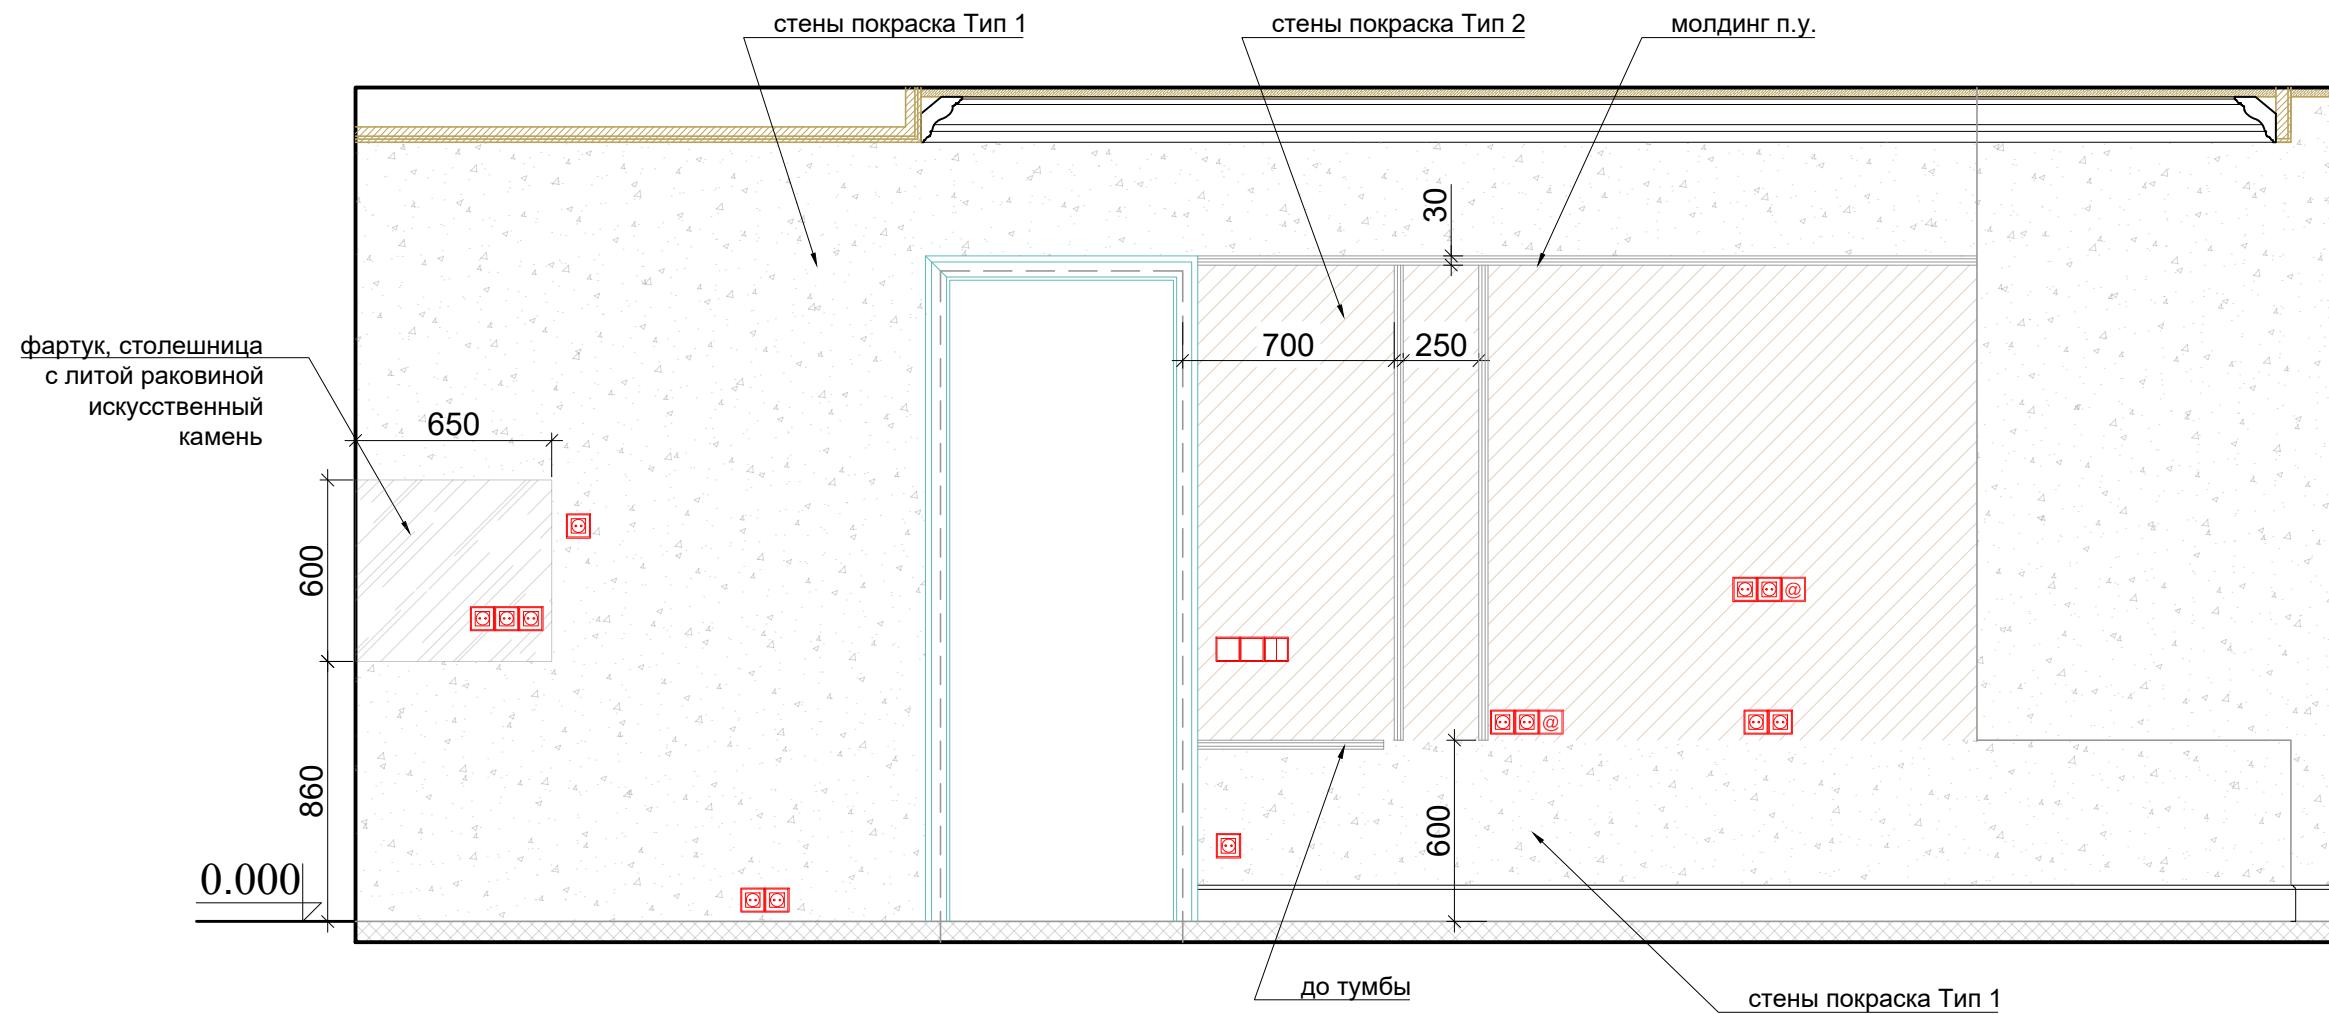 стены покраска Тип 1
стены покраска Тип 2
молдинг п.у.
30
фартук, столешница
с литой раковиной
искусственный
камень
700
250
650
600
@
@
860
600
0.000
до тумбы
стены покраска Тип 1